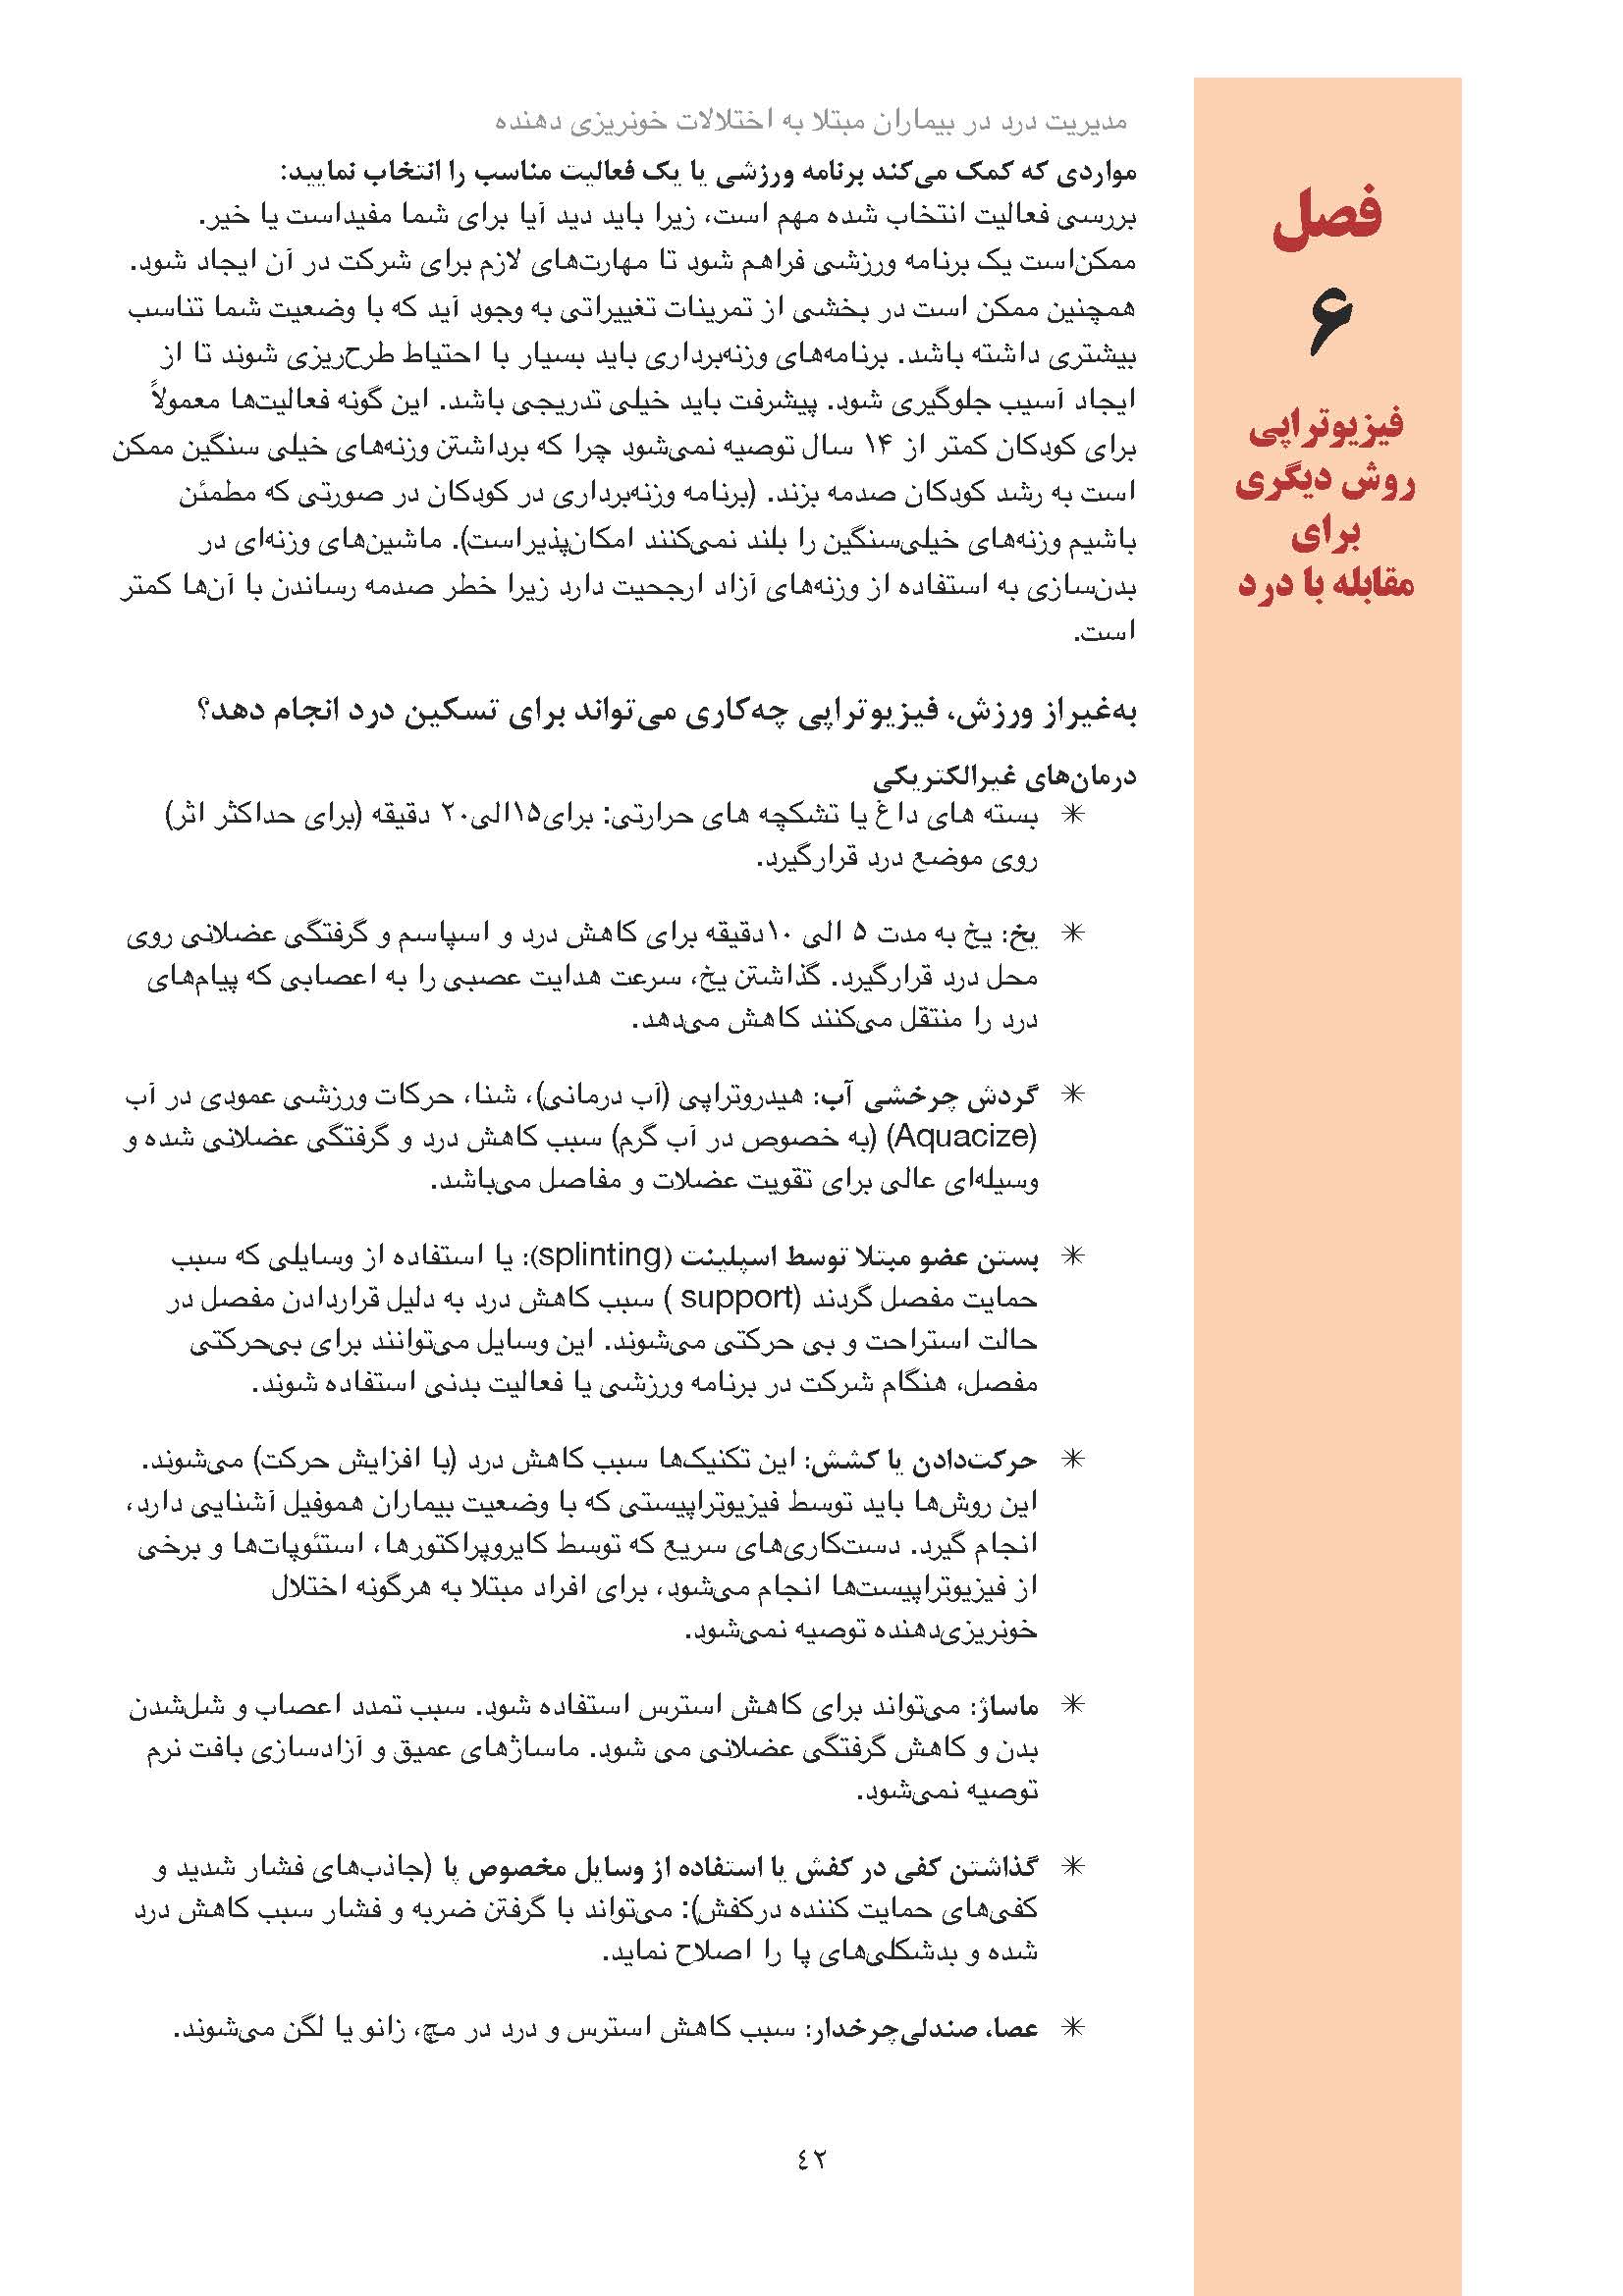 مدیریت درد در بیماران مبتلا به اختلالات خونریزی دهنده
مواردی که کمک می‌کند برنامه ورزشی یا یک فعالیت مناسب را انتخاب نمایید:
بررسی فعالیت انتخاب شده مهم است، زیرا باید دید آیا برای شما مفیداست یا خیر.
ممکن‌است یک برنامه ورزشی فراهم شود تا مهارت‌های لازم برای شرکت در آن ایجاد شود.
همچنین ممکن است در بخشی از تمرینات تغییراتی به وجود آید که با وضعیت شما تناسب
بیشتری داشته باشد. برنامه‌های وزنه‌برداری باید بسیار با احتیاط طرح‌ریزی شوند تا از
ایجاد آسیب جلوگیری شود. پیشرفت باید خیلی تدریجی باشد. این گونه فعالیت‌ها معمولاً
برای کودکان کمتر از ۱۴ سال توصیه نمی‌شود چرا که برداشتن وزنه‌های خیلی سنگین ممکن
است به رشد کودکان صدمه بزند. (برنامه وزنه‌برداری در کودکان در صورتی که مطمئن
باشیم وزنه‌های خیلی‌سنگین را بلند نمی‌کنند امکان‌پذیراست). ماشین‌های وزنه‌ای در
بدن‌سازی به استفاده از وزنه‌های آزاد ارجحیت دارد زیرا خطر صدمه رساندن با آن‌ها کمتر
است.
به‌غیراز ورزش، فیزیوتراپی چه‌کاری می‌تواند برای تسکین درد انجام دهد؟
درمان‌های غیرالکتریکی
✳ بسته های داغ یا تشکچه های حرارتی: برای۱۵الی۲۰ دقیقه (برای حداکثر اثر)
روی موضع درد قرارگیرد.
✳ یخ: یخ به مدت ۵ الی ۱۰دقیقه برای کاهش درد و اسپاسم و گرفتگی عضلانی روی
محل درد قرارگیرد. گذاشتن یخ، سرعت هدایت عصبی را به اعصابی که پیام‌های
درد را منتقل می‌کنند کاهش می‌دهد.
✳ گردش چرخشی آب: هیدروتراپی (آب درمانی)، شنا، حرکات ورزشی عمودی در آب
(Aquacize) (به خصوص در آب گرم) سبب کاهش درد و گرفتگی عضلانی شده و
وسیله‌ای عالی برای تقویت عضلات و مفاصل می‌باشد.
✳ بستن عضو مبتلا توسط اسپلینت (splinting): یا استفاده از وسایلی که سبب
حمایت مفصل گردند (support ) سبب کاهش درد به دلیل قراردادن مفصل در
حالت استراحت و بی حرکتی می‌شوند. این وسایل می‌توانند برای بی‌حرکتی
مفصل، هنگام شرکت در برنامه ورزشی یا فعالیت بدنی استفاده شوند.
✳ حرکت‌دادن یا کشش: این تکنیک‌ها سبب کاهش درد (با افزایش حرکت) می‌شوند.
این روش‌ها باید توسط فیزیوتراپیستی که با وضعیت بیماران هموفیل آشنایی دارد،
انجام گیرد. دست‌کاری‌های سریع که توسط کایروپراکتورها، استئوپات‌ها و برخی
از فیزیوتراپیست‌ها انجام می‌شود، برای افراد مبتلا به هرگونه اختلال
خونریزی‌دهنده توصیه نمی‌شود.
✳ ماساژ: می‌تواند برای کاهش استرس استفاده شود. سبب تمدد اعصاب و شل‌شدن
بدن و کاهش گرفتگی عضلانی می شود. ماساژهای عمیق و آزادسازی بافت نرم
توصیه نمی‌شود.
✳ گذاشتن کفی در کفش یا استفاده از وسایل مخصوص پا (جاذب‌های فشار شدید و
کفی‌های حمایت کننده درکفش): می‌تواند با گرفتن ضربه و فشار سبب کاهش درد
شده و بدشکلی‌های پا را اصلاح نماید.
✳ عصا، صندلی‌چرخدار: سبب کاهش استرس و درد در مچ، زانو یا لگن می‌شوند.
٤٢
فصل
۶
فیزیوتراپی
روش دیگری
برای
مقابله با درد